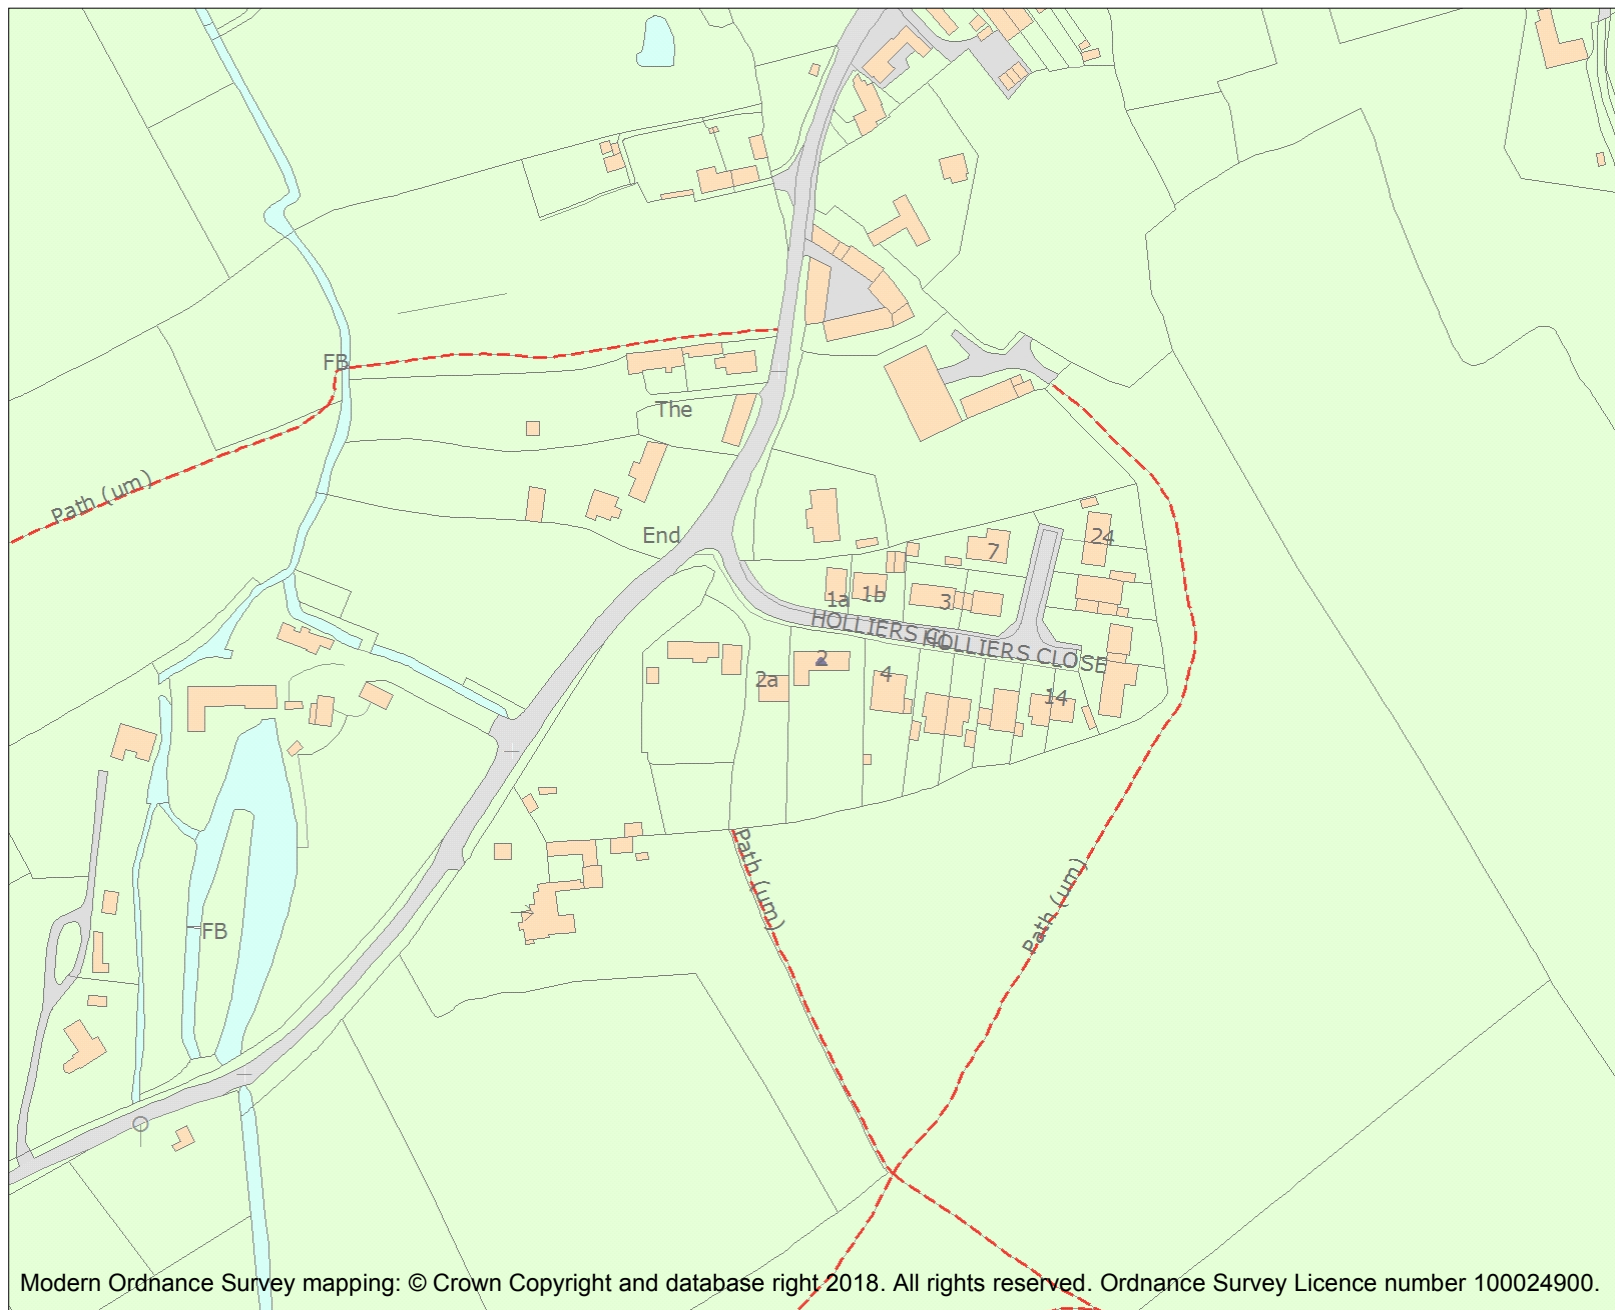 FB
The
Path (um)
End
7
24
1a
1b
3
HOLLIERS CL
HOLLIERS CLOSE
2
2a
4
14
Path (um)
Path (um)
FB
Modern Ordnance Survey mapping: © Crown Copyright and database right 2018. All rights reserved. Ordnance Survey Licence number 100024900.